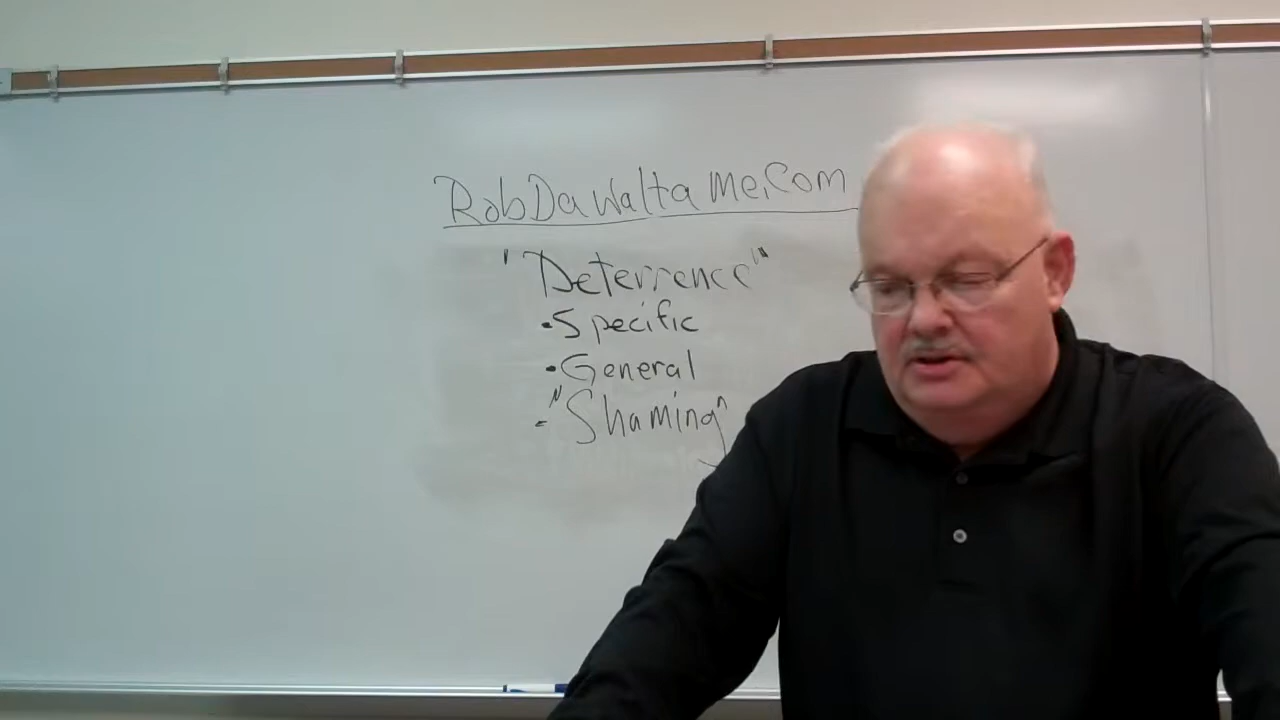 RobDaWaltame.Com
"Deterrence"
•Specific
•General
-"Shaming"